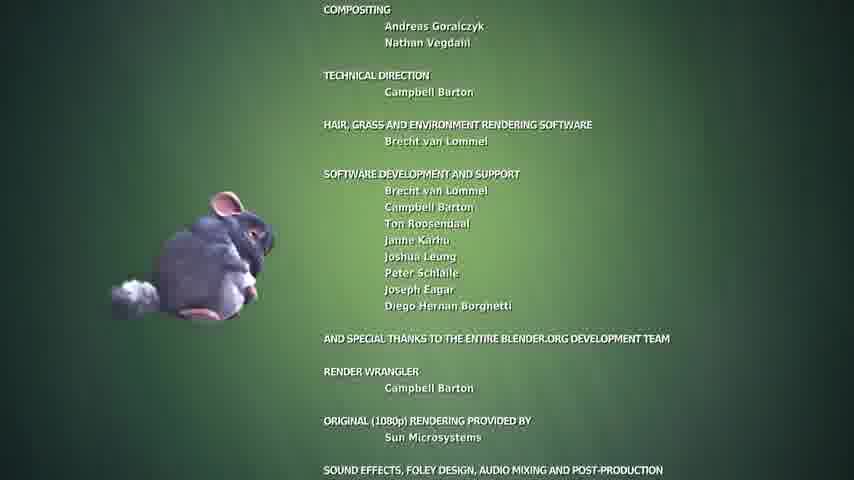 COMPOSITING
Andreas Goralczyk
Nathan Vegdahl
TECHNICAL DIRECTION
Campbell Barton
HAIR, GRASS AND ENVIRONMENT RENDERING SOFTWARE
Brecht van Lommel
SOFTWARE DEVELOPMENT AND SUPPORT
Brecht van Lommel
Campbell Barton
Ton Roosendaal
Janne Karhu
Joshua Leung
Peter Schlaile
Joseph Eagar
Diego Hernan Borghetti
AND SPECIAL THANKS TO THE ENTIRE BLENDER.ORG DEVELOPMENT TEAM
RENDER WRANGLER
Campbell Barton
ORIGINAL (1080p) RENDERING PROVIDED BY
Sun Microsystems
SOUND EFFECTS, FOLEY DESIGN, AUDIO MIXING AND POST-PRODUCTION